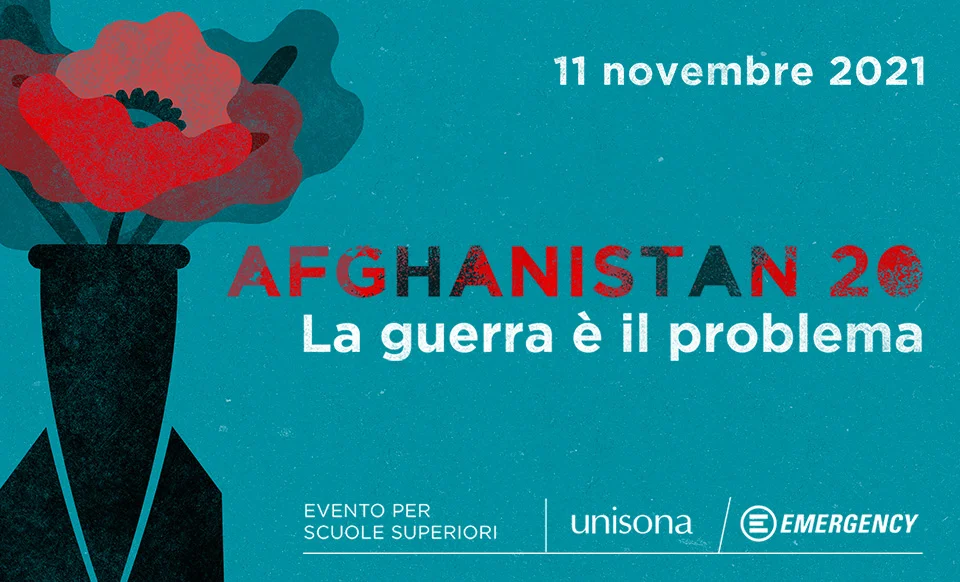 11 novembre 2021
AFGHANISTAN 20
La guerra è il problema
EVENTO PER
SCUOLE SUPERIORI
unisona
EMERGENCY